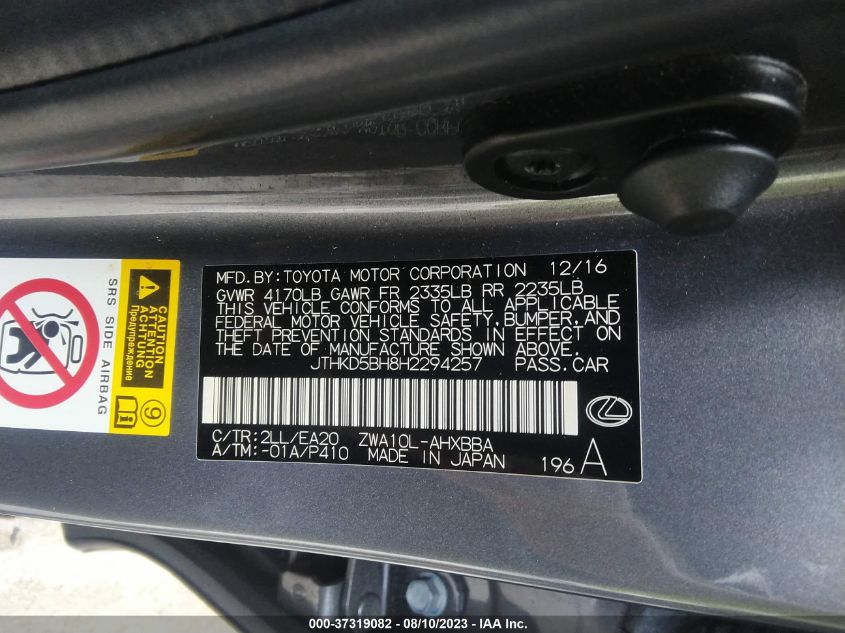 MFD. BY: TOYOTA MOTOR CORPORATION 12/16
GVWR 4170LB GAWR FR 2335LB RR 2235LB
THIS VEHICLE CONFORMS TO ALL APPLICABLE
FEDERAL MOTOR VEHICLE SAFETY, BUMPER, AND
THEFT PREVENTION STANDARDS IN EFFECT ON
THE DATE OF MANUFACTURE SHOWN ABOVE.
JTHKD5BH8H2294257 PASS. CAR
C/TR: 2LL/EA20 ZWA10L-AHXBBA
A/TM: -01A/P410 MADE IN JAPAN 196 A
SRS SIDE AIRBAG
CAUTION
ATTENTION
ACHTUNG
Предупреждение
9
000-37319082 - 08/10/2023 - IAA Inc.